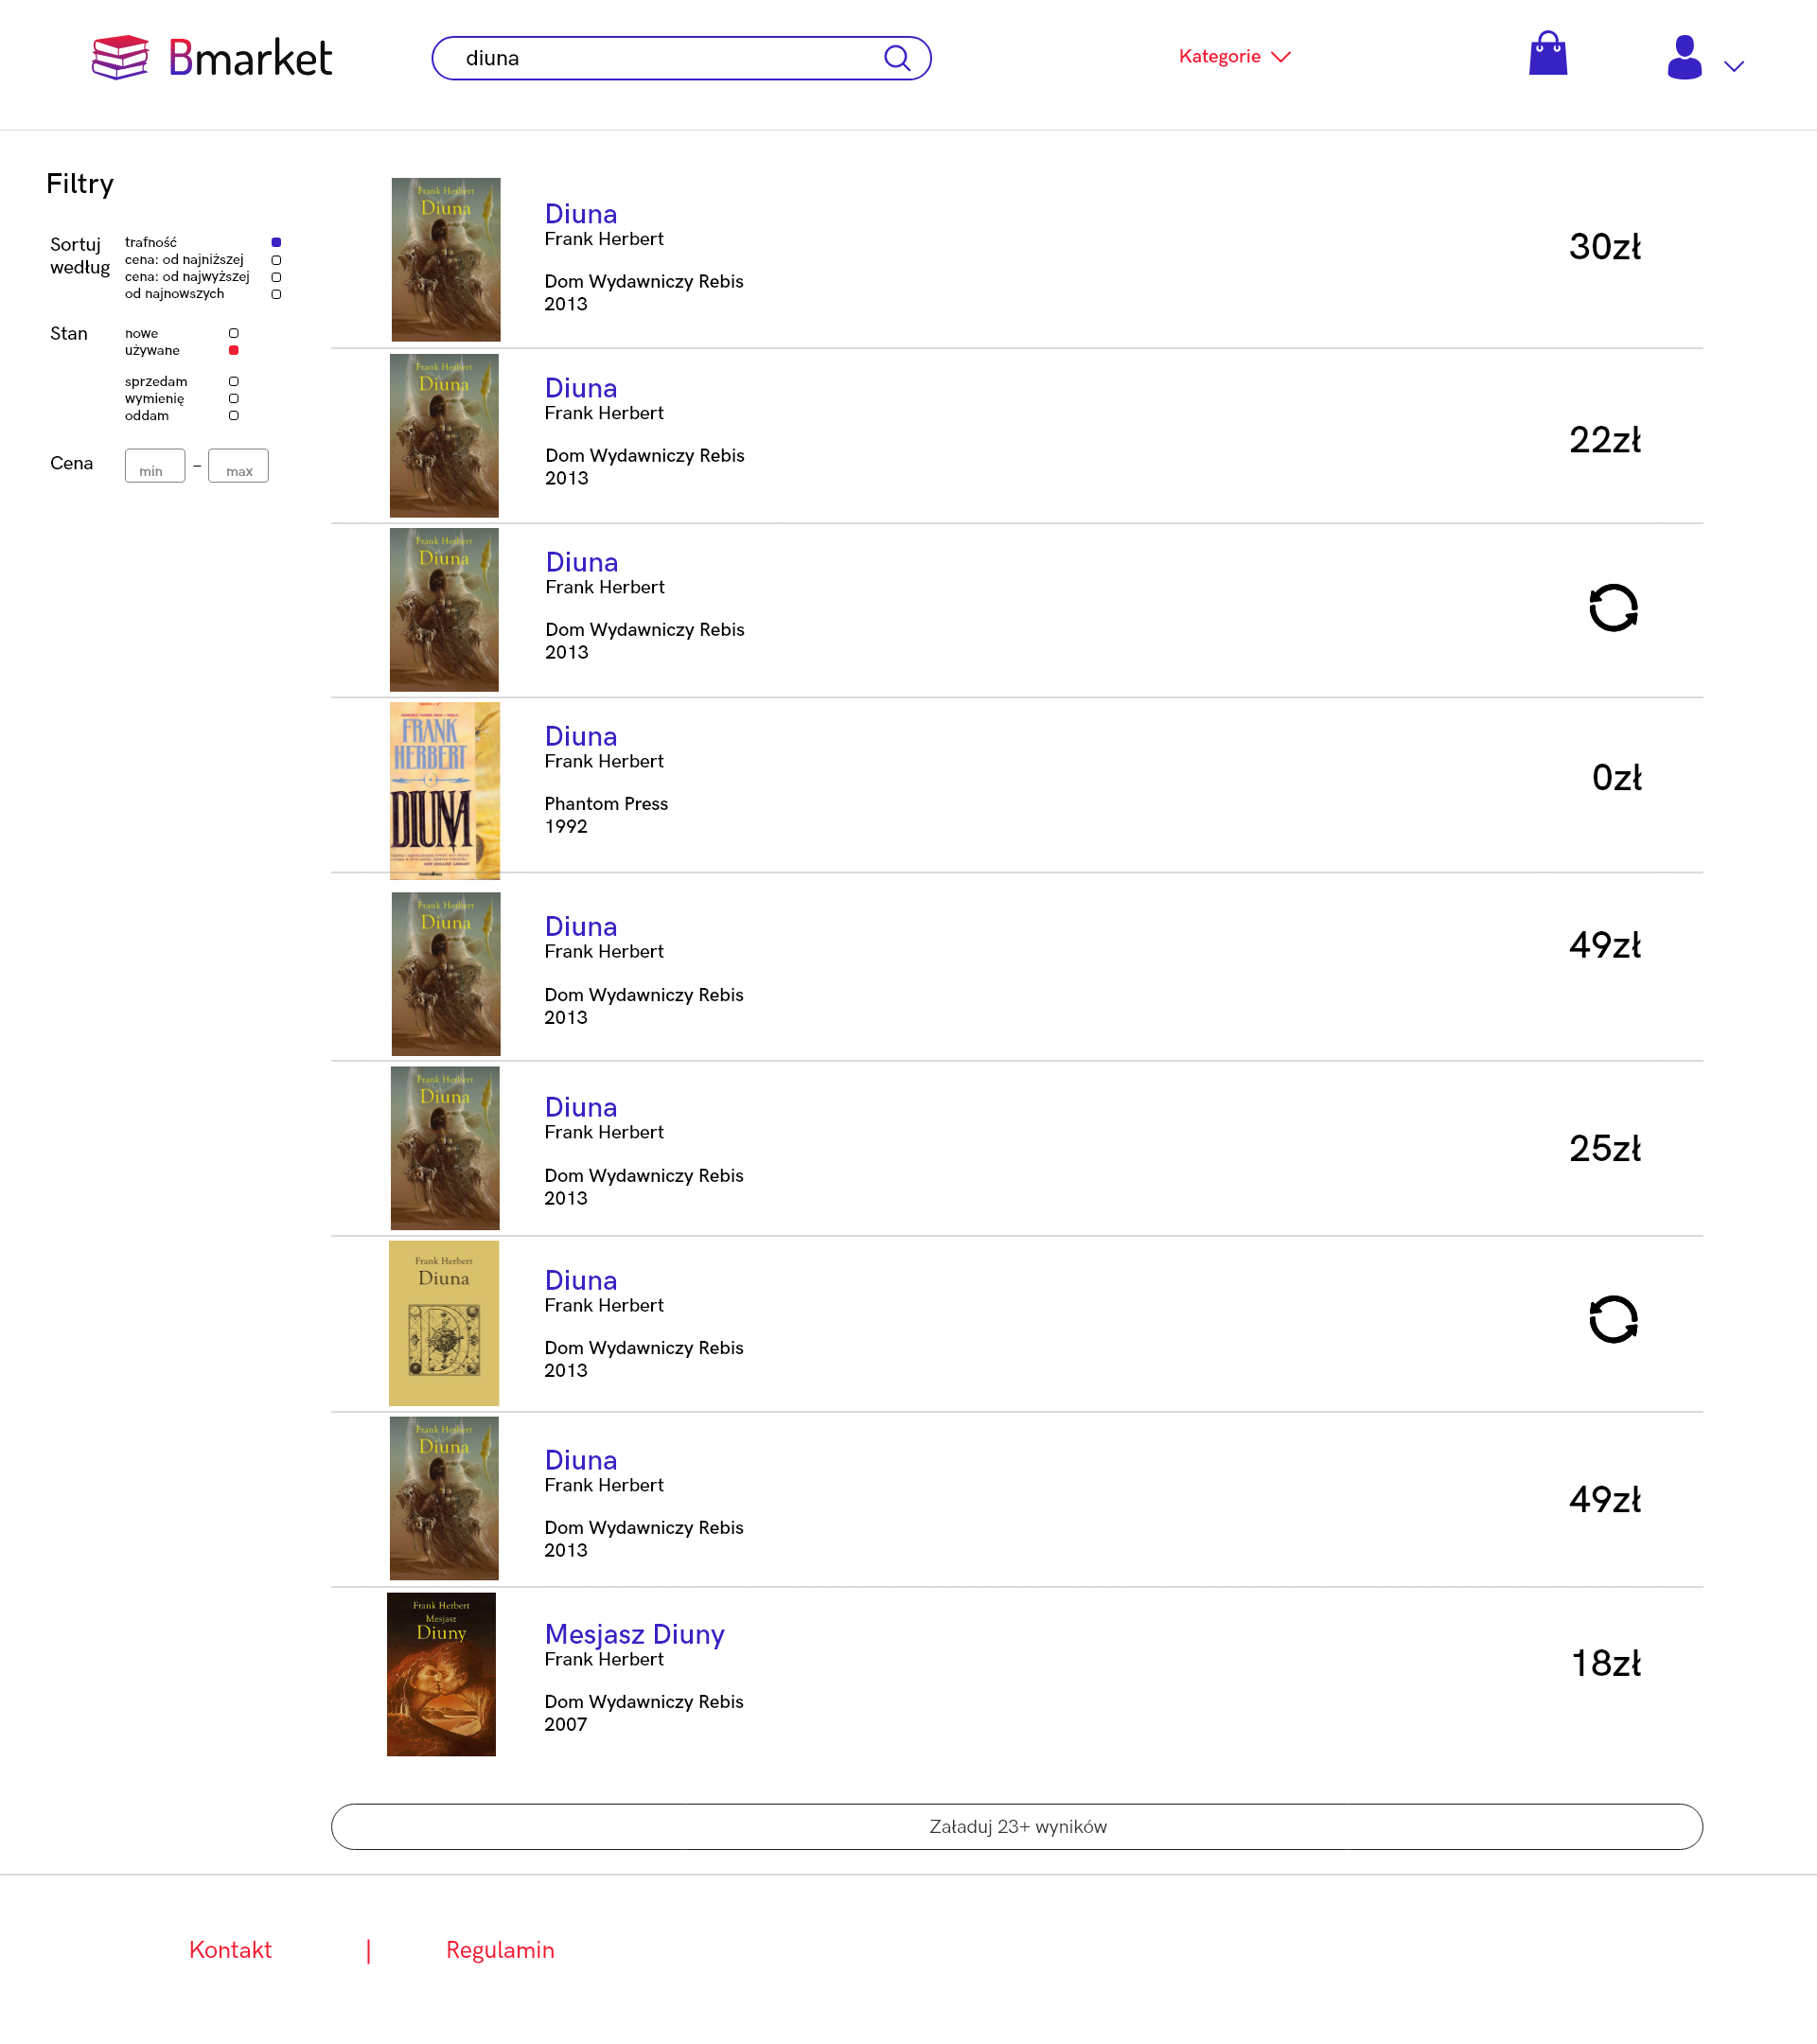 Bmarket
diuna
Kategorie
Filtry
Sortuj
według
trafność
cena: od najniższej
cena: od najwyższej
od najnowszych
Stan
nowe
używane
sprzedam
wymienię
oddam
Cena
min
–
max
Frank Herbert
Diuna
Diuna
Frank Herbert
Dom Wydawniczy Rebis
2013
30zł
Frank Herbert
Diuna
Diuna
Frank Herbert
Dom Wydawniczy Rebis
2013
22zł
Frank Herbert
Diuna
Diuna
Frank Herbert
Dom Wydawniczy Rebis
2013
FRANK
HERBERT
DIUNA
Diuna
Frank Herbert
Phantom Press
1992
0zł
Frank Herbert
Diuna
Diuna
Frank Herbert
Dom Wydawniczy Rebis
2013
49zł
Frank Herbert
Diuna
Diuna
Frank Herbert
Dom Wydawniczy Rebis
2013
25zł
Frank Herbert
Diuna
Diuna
Frank Herbert
Dom Wydawniczy Rebis
2013
Frank Herbert
Diuna
Diuna
Frank Herbert
Dom Wydawniczy Rebis
2013
49zł
Frank Herbert
Mesjasz
Diuny
Mesjasz Diuny
Frank Herbert
Dom Wydawniczy Rebis
2007
18zł
Załaduj 23+ wyników
Kontakt | Regulamin